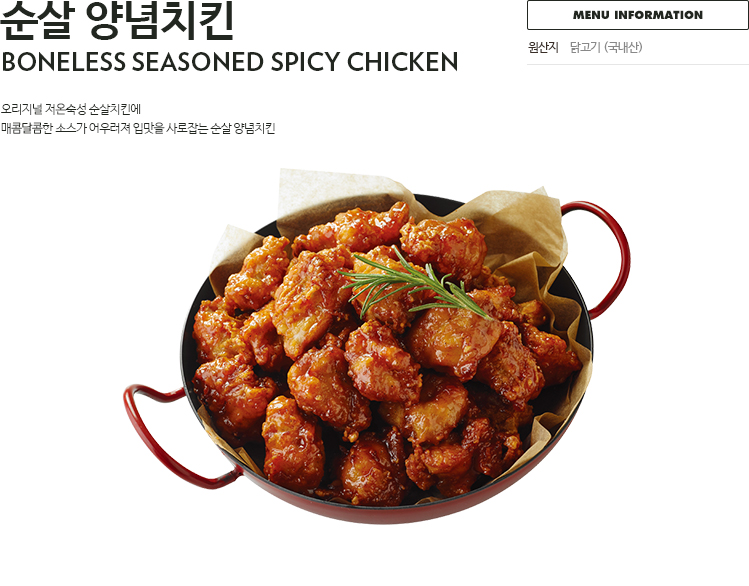 순살 양념치킨
BONELESS SEASONED SPICY CHICKEN
오리지널 저온숙성 순살치킨에
매콤달콤한 소스가 어우러져 입맛을 사로잡는 순살 양념치킨
MENU INFORMATION
원산지 닭고기 (국내산)